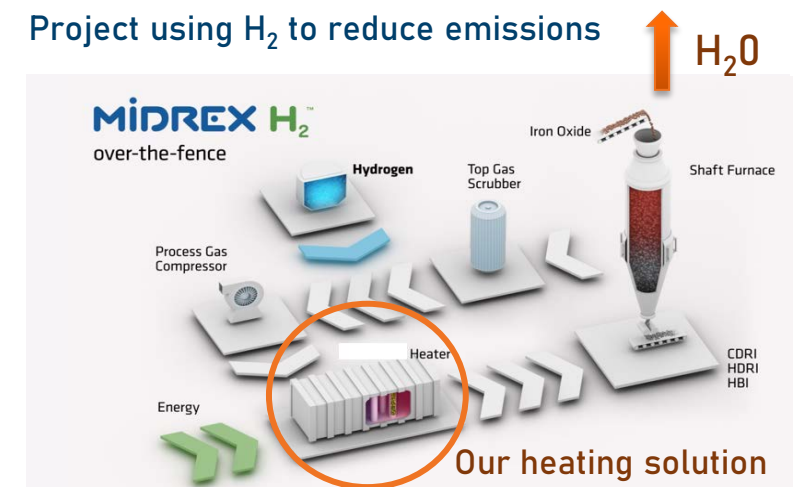 Project using H₂ to reduce emissions
H₂0
MIDREX H₂™
over-the-fence
Iron Oxide
Hydrogen
Top Gas
Scrubber
Shaft Furnace
Process Gas
Compressor
Heater
CDRI
HDRI
HBI
Energy
Our heating solution